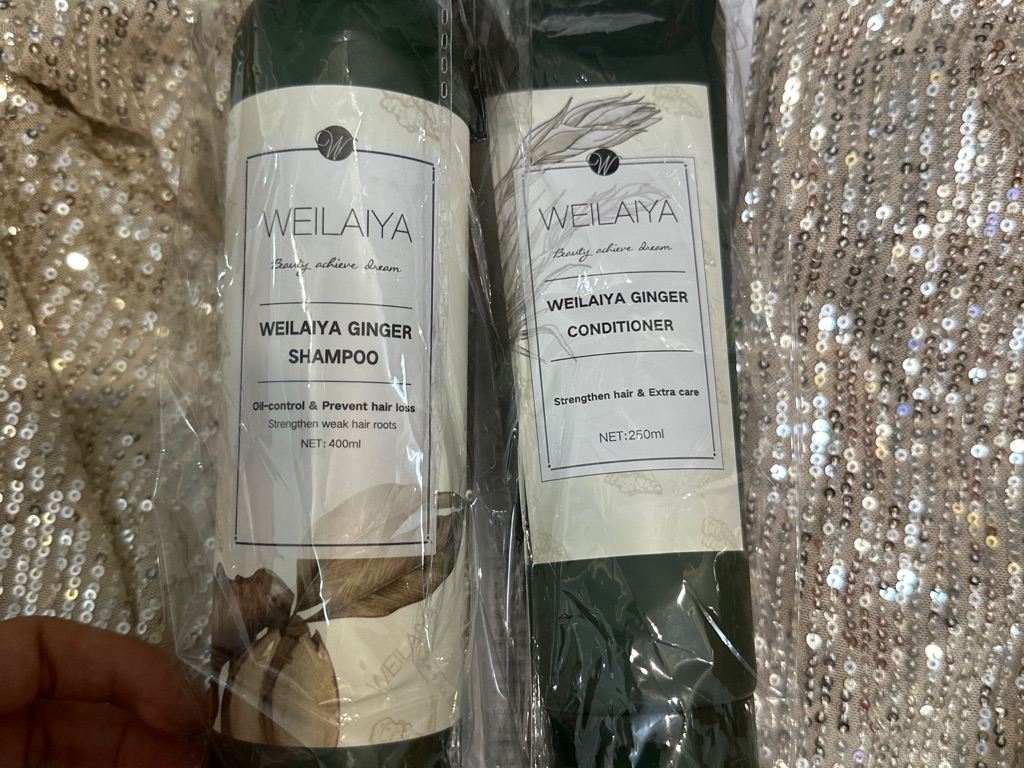 W
WEILAIYA
Beauty achieve dream
WEILAIYA GINGER
SHAMPOO
Oil-control & Prevent hair loss
Strengthen weak hair roots
NET: 400ml
WEILA
W
WEILAIYA
Beauty achieve dream
WEILAIYA GINGER
CONDITIONER
Strengthen hair & Extra care
NET:250ml